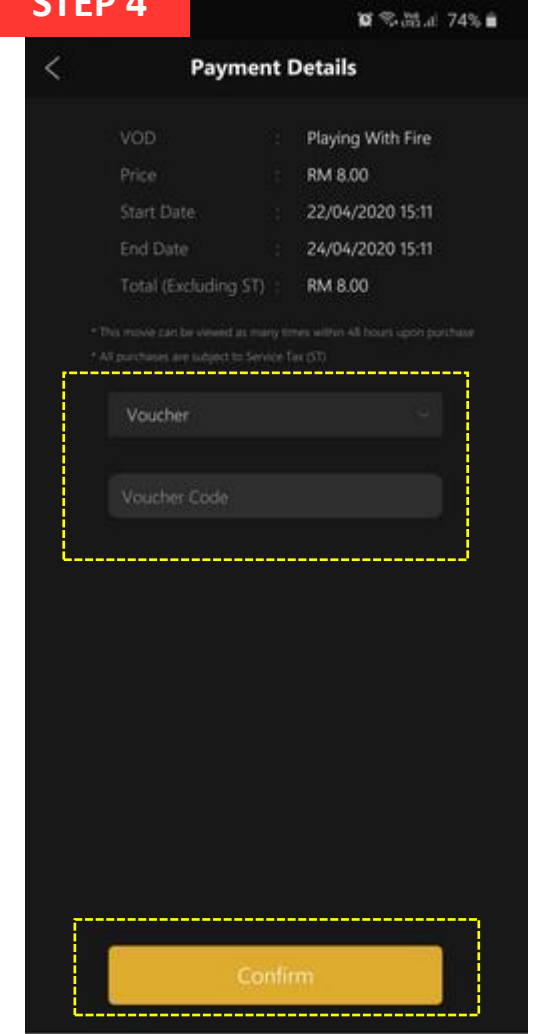 STEP 4
74%
Payment Details
VOD : Playing With Fire
Price : RM 8.00
Start Date : 22/04/2020 15:11
End Date : 24/04/2020 15:11
Total (Excluding ST) : RM 8.00
* This movie can be viewed as many times within 48 hours upon purchase
* All purchases are subject to Service Tax (ST)
Voucher
Voucher Code
Confirm